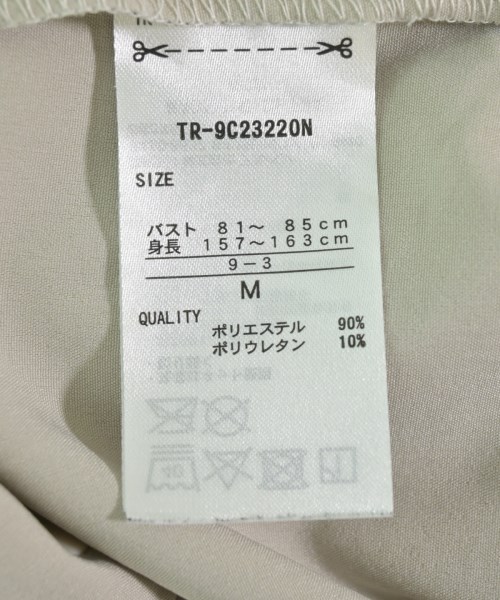 TR-9C23220N
SIZE
バスト 81〜 85cm
身長 157〜163cm
9-3
M
QUALITY
ポリエステル 90%
ポリウレタン 10%